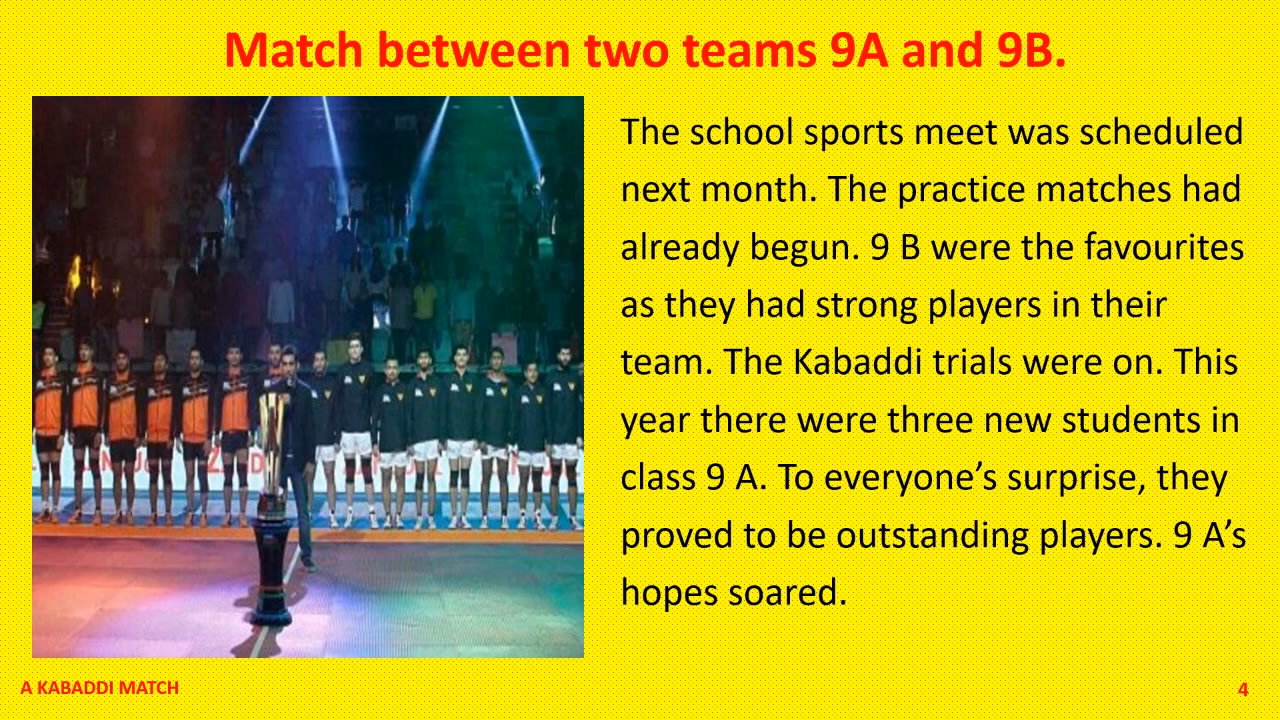 Match between two teams 9A and 9B.
The school sports meet was scheduled
next month. The practice matches had
already begun. 9 B were the favourites
as they had strong players in their
team. The Kabaddi trials were on. This
year there were three new students in
class 9 A. To everyone’s surprise, they
proved to be outstanding players. 9 A’s
hopes soared.
A KABADDI MATCH
4